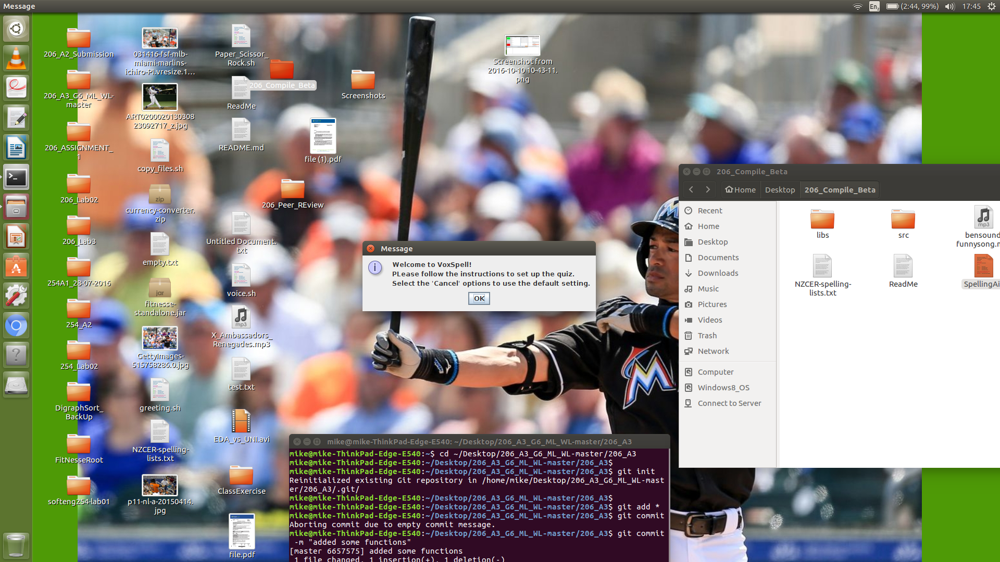 Message
En2
(2:44, 99%)
17:45
206_A2_Submission
206_A3_G6_ML_WL-
master
206_ASSIGNMENT_
1
206_Lab02
206_Lab3
254A1_28-07-2016
254_A2
254_Lab02
DigraphSort_
BackUp
FitNesseRoot
softeng254-lab01
031416-fsf-mlb-
miami-marlins-
ichiro-PI.vresize.1...
ART0200020130308
23092717_z.jpg
copy_files.sh
zip
currency-converter.
zip
empty.txt
jar
fitnesse-
standalone.jar
GettyImages-
515758286.0.jpg
greeting.sh
NZCER-spelling-
lists.txt
p11-nl-a-20150414.
jpg
Paper_Scissor_
Rock.sh
ReadMe
README.md
Untitled Document.
txt
voice.sh
mp3
X_Ambassadors_
Renegades.mp3
test.txt
EDA_vs_UNI.avi
ClassExercise
file.pdf
206_Compile_Beta
file (1).pdf
206_Peer_REview
Screenshots
Screenshot from
2016-10-10 10-43-11.
png
Message
Welcome to VoxSpell!
PLease follow the instructions to set up the quiz.
Select the 'Cancel' options to use the default setting.
OK
206_Compile_Beta
Home
Desktop
206_Compile_Beta
Recent
Home
Desktop
Documents
Downloads
Music
Pictures
Videos
Trash
Network
Computer
Windows8_OS
Connect to Server
libs
src
mp3
bensound
funnysong.m
NZCER-spelling-
lists.txt
ReadMe
SpellingAi
mike@mike-ThinkPad-Edge-E540: ~/Desktop/206_A3_G6_ML_WL-master/206_A3
mike@mike-ThinkPad-Edge-E540:~$ cd ~/Desktop/206_A3_G6_ML_WL-master/206_A3
mike@mike-ThinkPad-Edge-E540:~/Desktop/206_A3_G6_ML_WL-master/206_A3$
mike@mike-ThinkPad-Edge-E540:~/Desktop/206_A3_G6_ML_WL-master/206_A3$ git init
Reinitialized existing Git repository in /home/mike/Desktop/206_A3_G6_ML_WL-mast
er/206_A3/.git/
mike@mike-ThinkPad-Edge-E540:~/Desktop/206_A3_G6_ML_WL-master/206_A3$
mike@mike-ThinkPad-Edge-E540:~/Desktop/206_A3_G6_ML_WL-master/206_A3$ git add *
mike@mike-ThinkPad-Edge-E540:~/Desktop/206_A3_G6_ML_WL-master/206_A3$ git commit
Aborting commit due to empty commit message.
mike@mike-ThinkPad-Edge-E540:~/Desktop/206_A3_G6_ML_WL-master/206_A3$ git commit
-m "added some functions"
[master 6657575] added some functions
1 file changed, 1 insertion(+), 1 deletion(-)